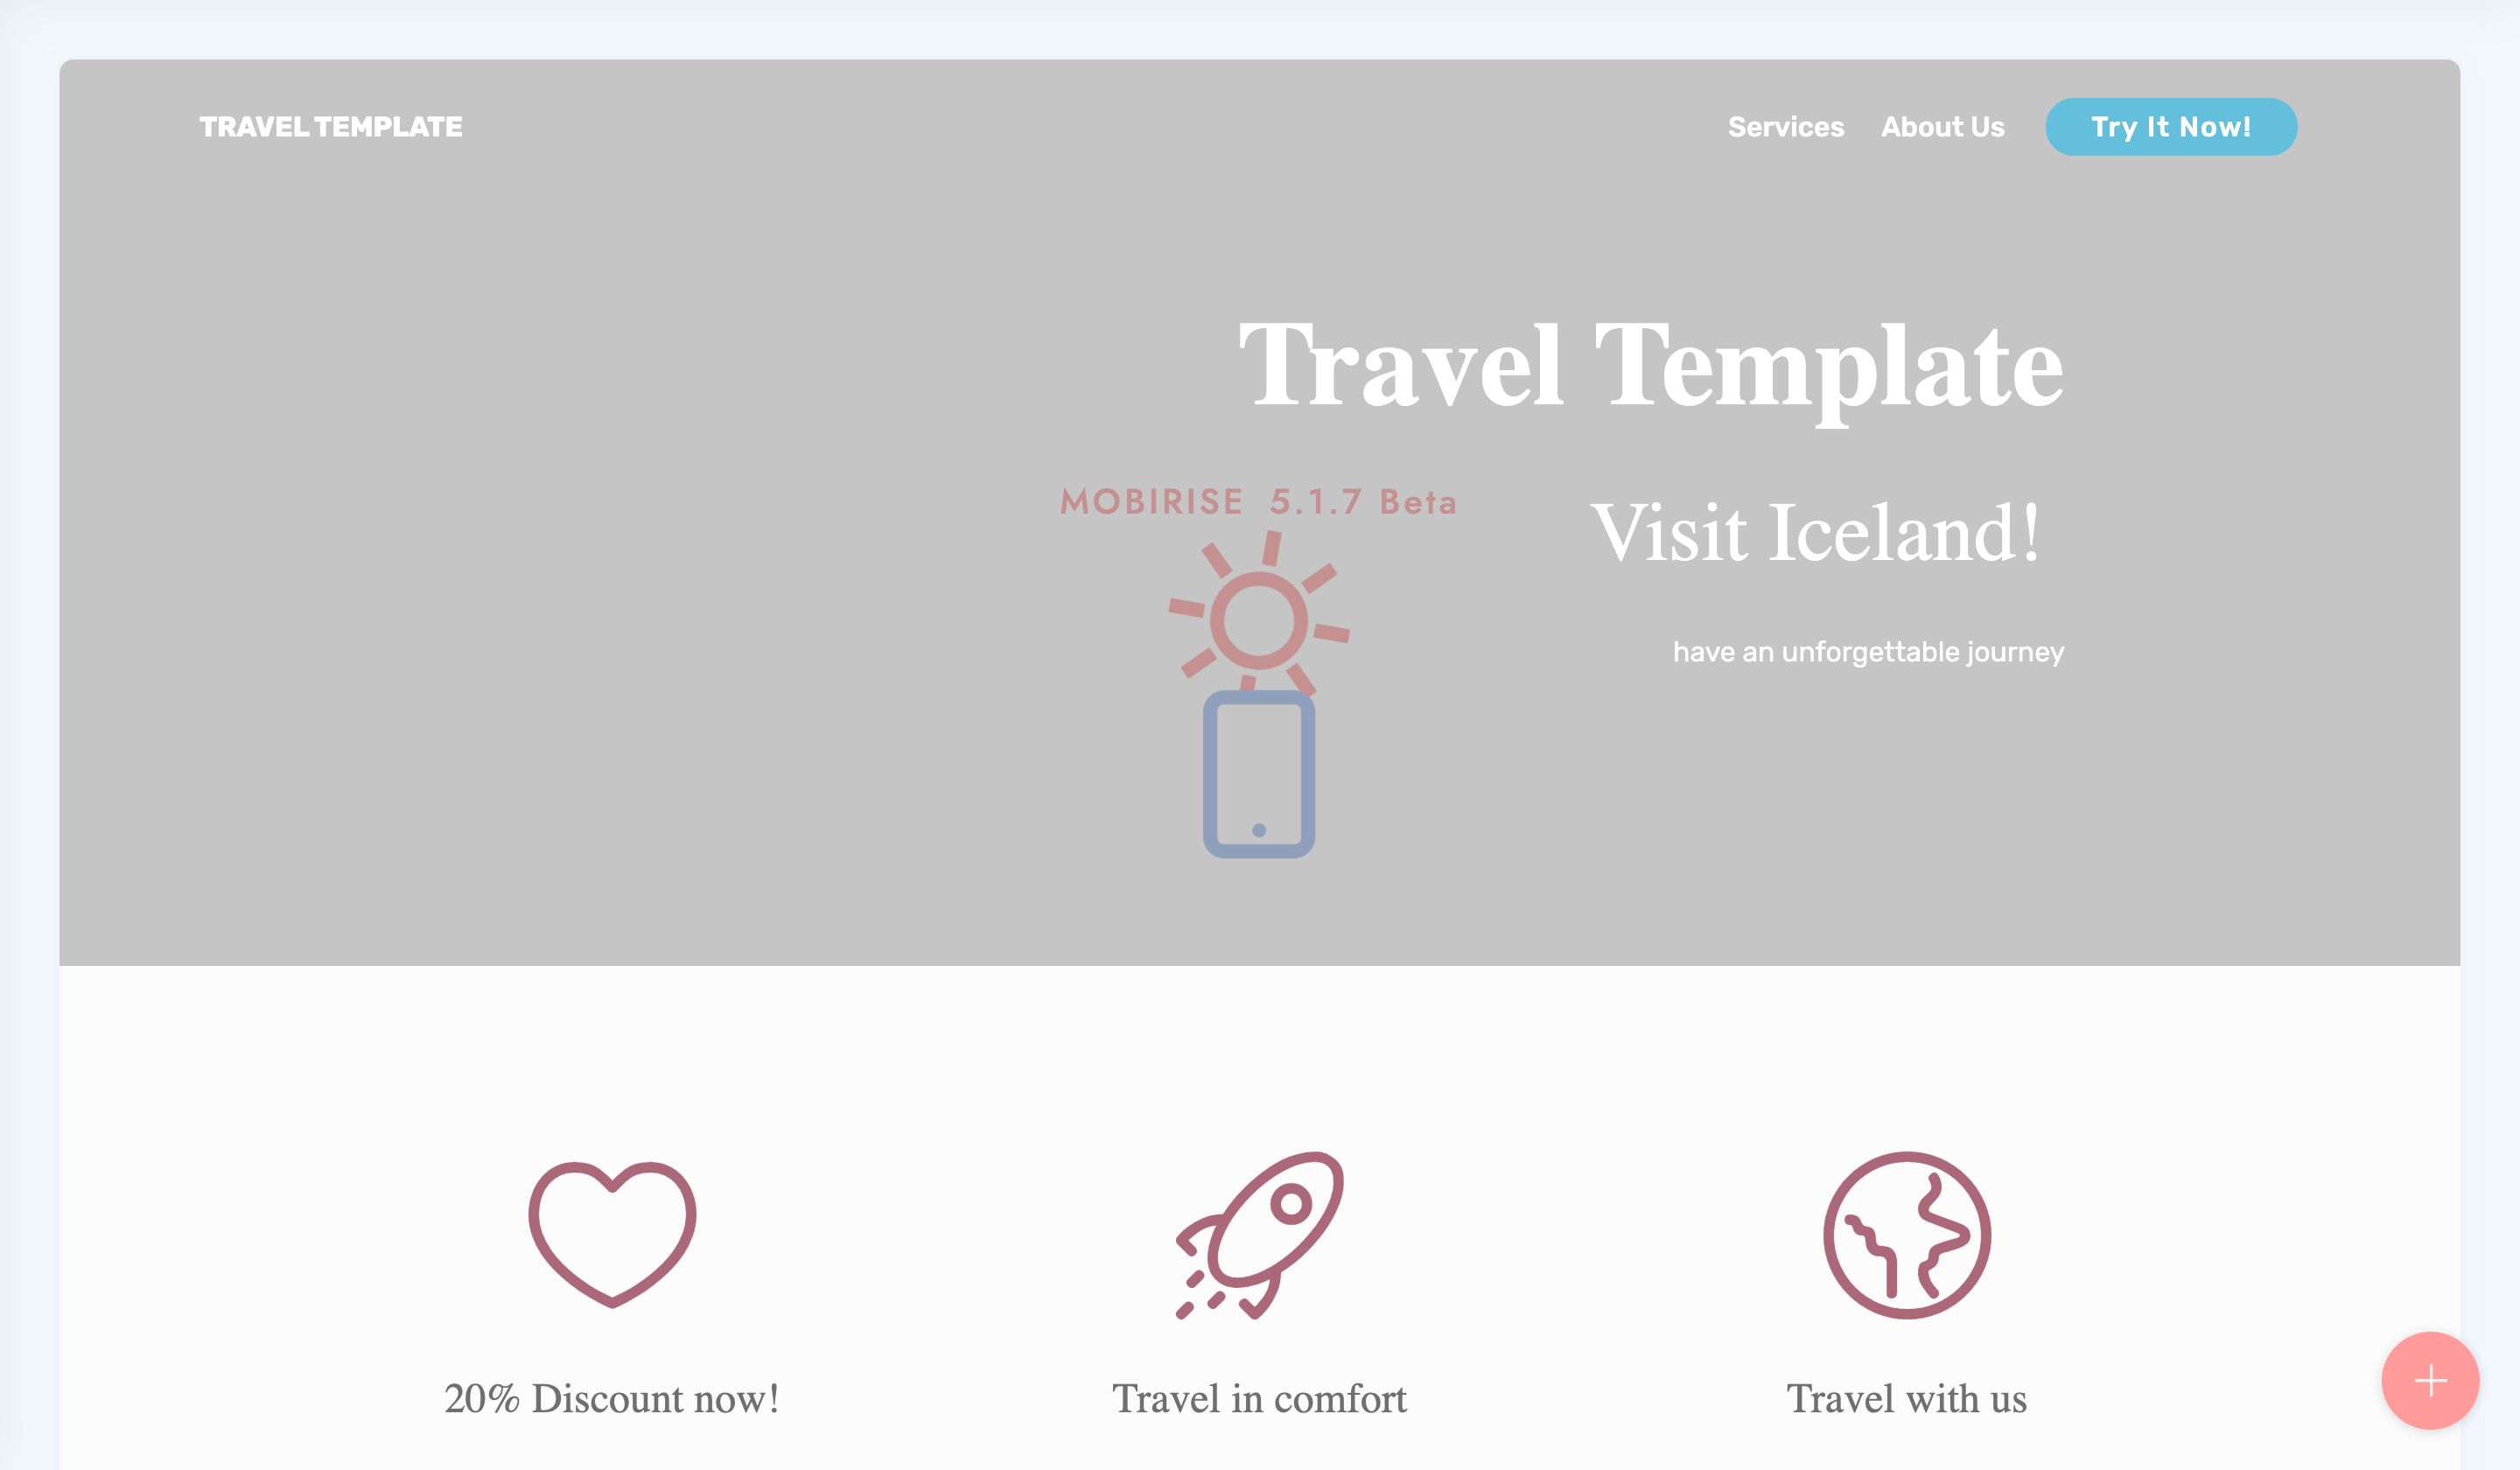 TRAVEL TEMPLATE
Services About Us Try It Now!
Travel Template
MOBIRISE 5.1.7 Beta
Visit Iceland!
have an unforgettable journey
20% Discount now! Travel in comfort Travel with us